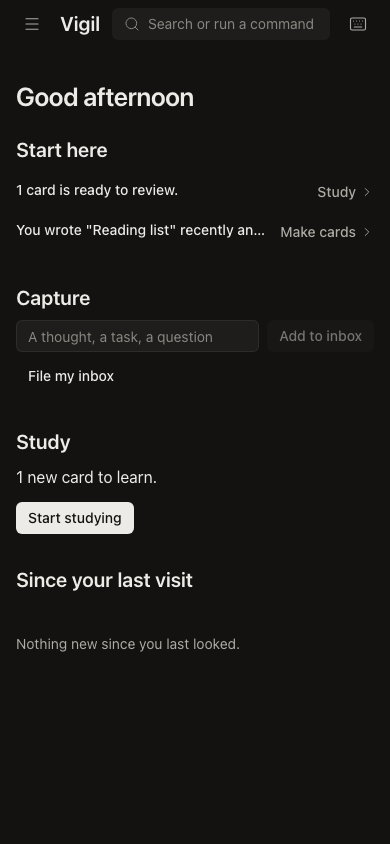 Vigil
Search or run a command
Good afternoon
Start here
1 card is ready to review.
Study
You wrote "Reading list" recently an...
Make cards
Capture
A thought, a task, a question
Add to inbox
File my inbox
Study
1 new card to learn.
Start studying
Since your last visit
Nothing new since you last looked.